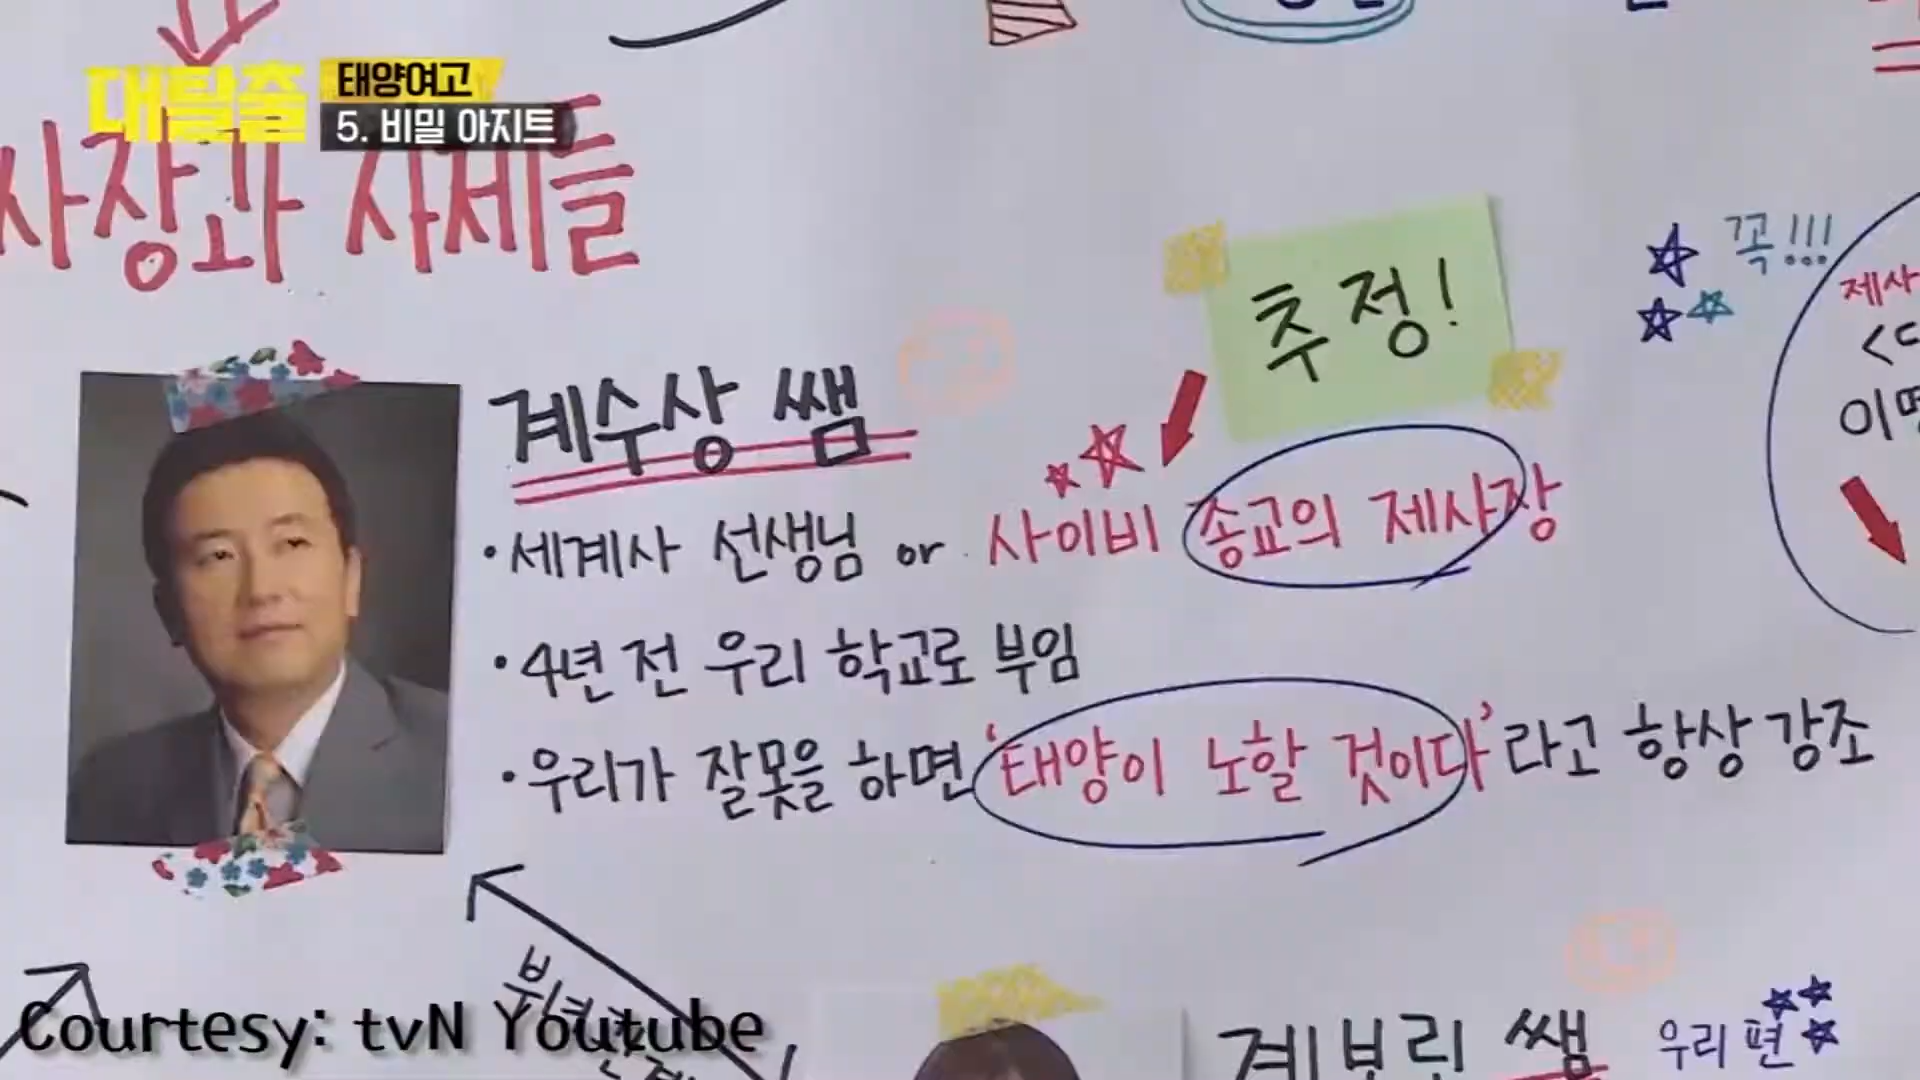 대탈출
태양여고
5. 비밀 아지트
사장과 사제들
추정!
꼭!!!
제사
계수상 쌤
• 세계사 선생님 or 사이비 종교의 제사장
• 4년 전 우리 학교로 부임
• 우리가 잘못을 하면 '태양이 노할 것이다' 라고 항상 강조
계보린 쌤
우리 편
Courtesy: tvN Youtube